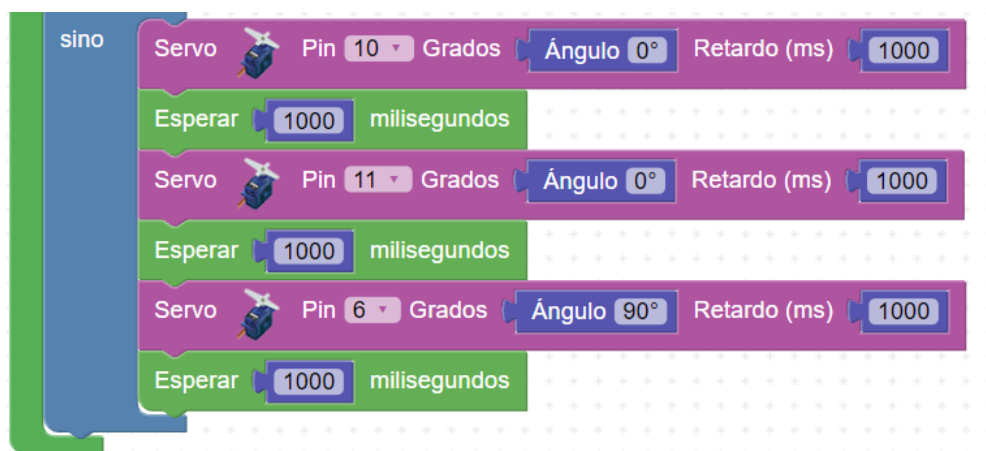 sino
Servo Pin 10 Grados Ángulo 0° Retardo (ms) 1000
Esperar 1000 milisegundos
Servo Pin 11 Grados Ángulo 0° Retardo (ms) 1000
Esperar 1000 milisegundos
Servo Pin 6 Grados Ángulo 90° Retardo (ms) 1000
Esperar 1000 milisegundos